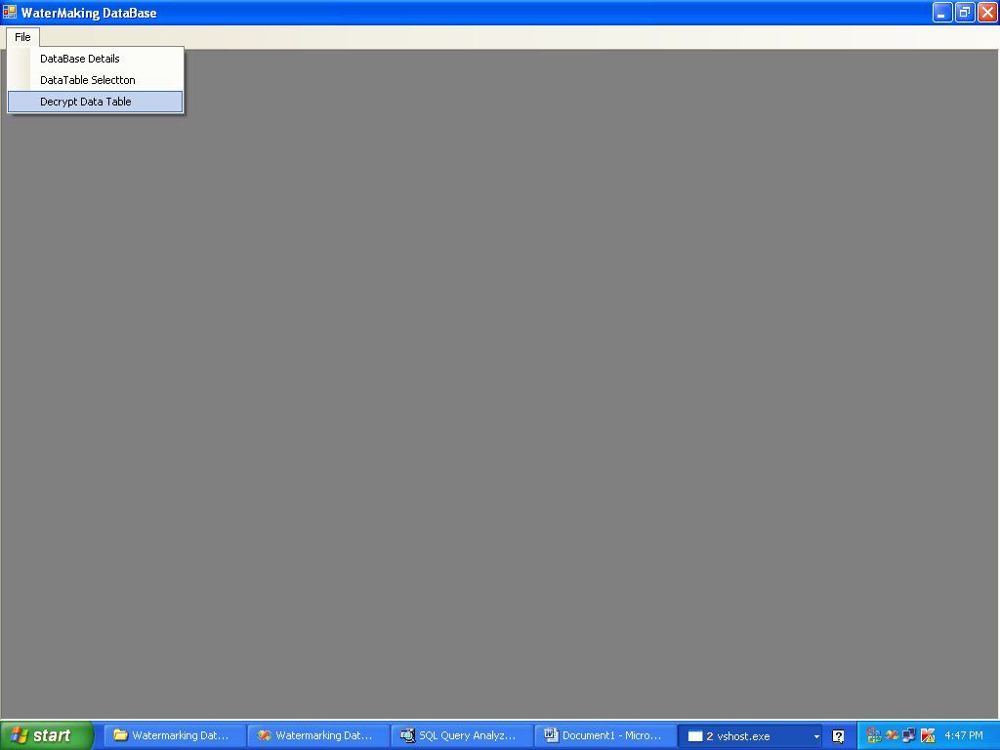 WaterMaking DataBase
File
DataBase Details
DataTable Selectton
Decrypt Data Table
start
Watermarking Dat...
Watermarking Dat...
SQL Query Analyz...
Document1 - Micro...
2 vshost.exe
4:47 PM